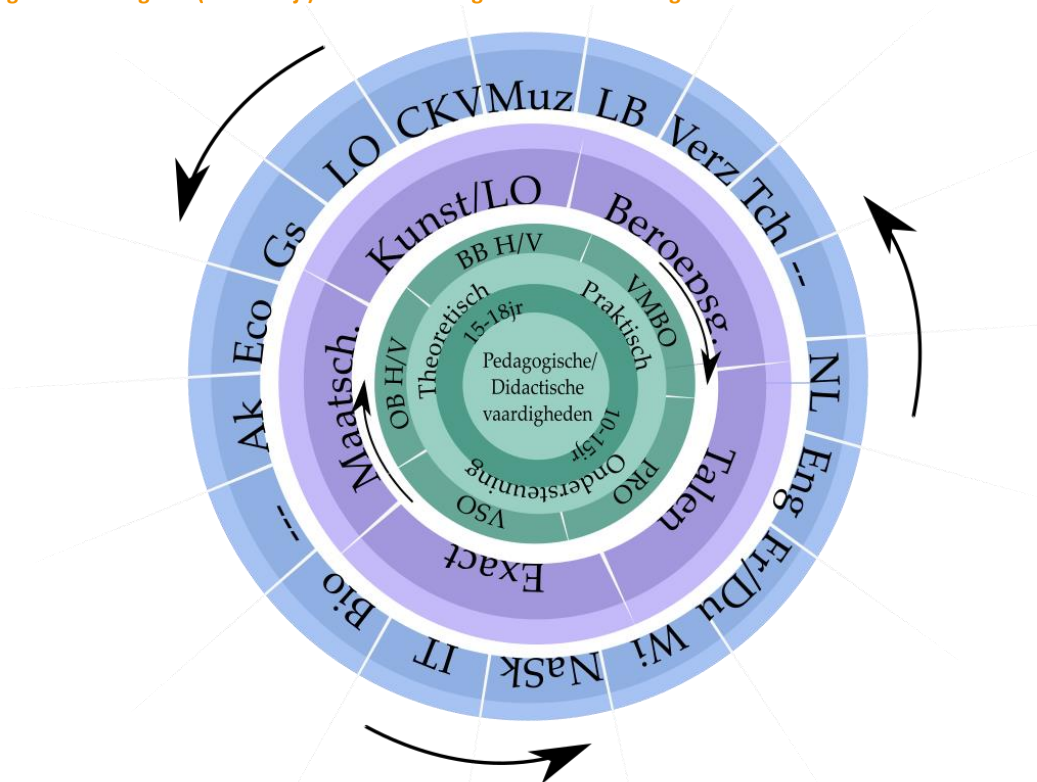 CKV
Muz
LB
Verz
Tch
--
NL
Eng
Fr/Du
Wi
NaSk
IT
Bio
---
Ak
Eco
Gs
LO
Kunst/LO
Beroepsg.
Talen
Exact
Maatsch.
BB H/V
VMBO
PRO
VSO
OB H/V
Theoretisch
Praktisch
Ondersteuning
15-18jr
10-15jr
Pedagogische/
Didactische
vaardigheden